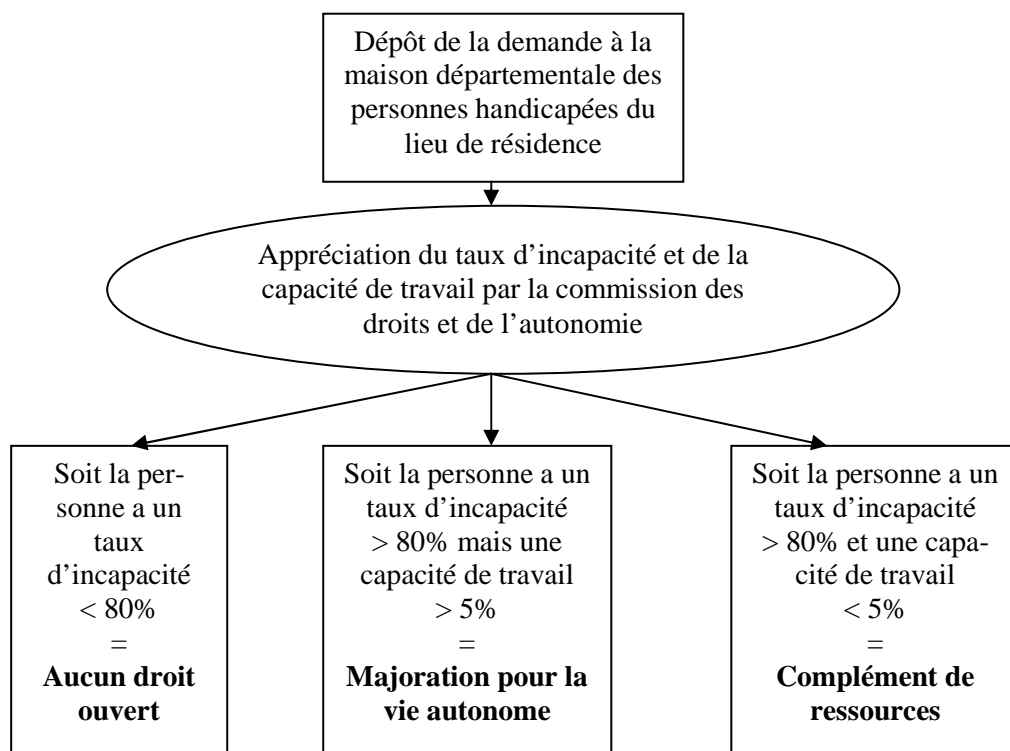 Dépôt de la demande à la
maison départementale des
personnes handicapées du
lieu de résidence
Appréciation du taux d’incapacité et de la
capacité de travail par la commission des
droits et de l’autonomie
Soit la per-
sonne a un
taux
d’incapacité
< 80%
=
Aucun droit
ouvert
Soit la personne a un
taux d’incapacité
> 80% mais une
capacité de travail
> 5%
=
Majoration pour la
vie autonome
Soit la personne a un
taux d’incapacité
> 80% et une capa-
cité de travail
< 5%
=
Complément de
ressources